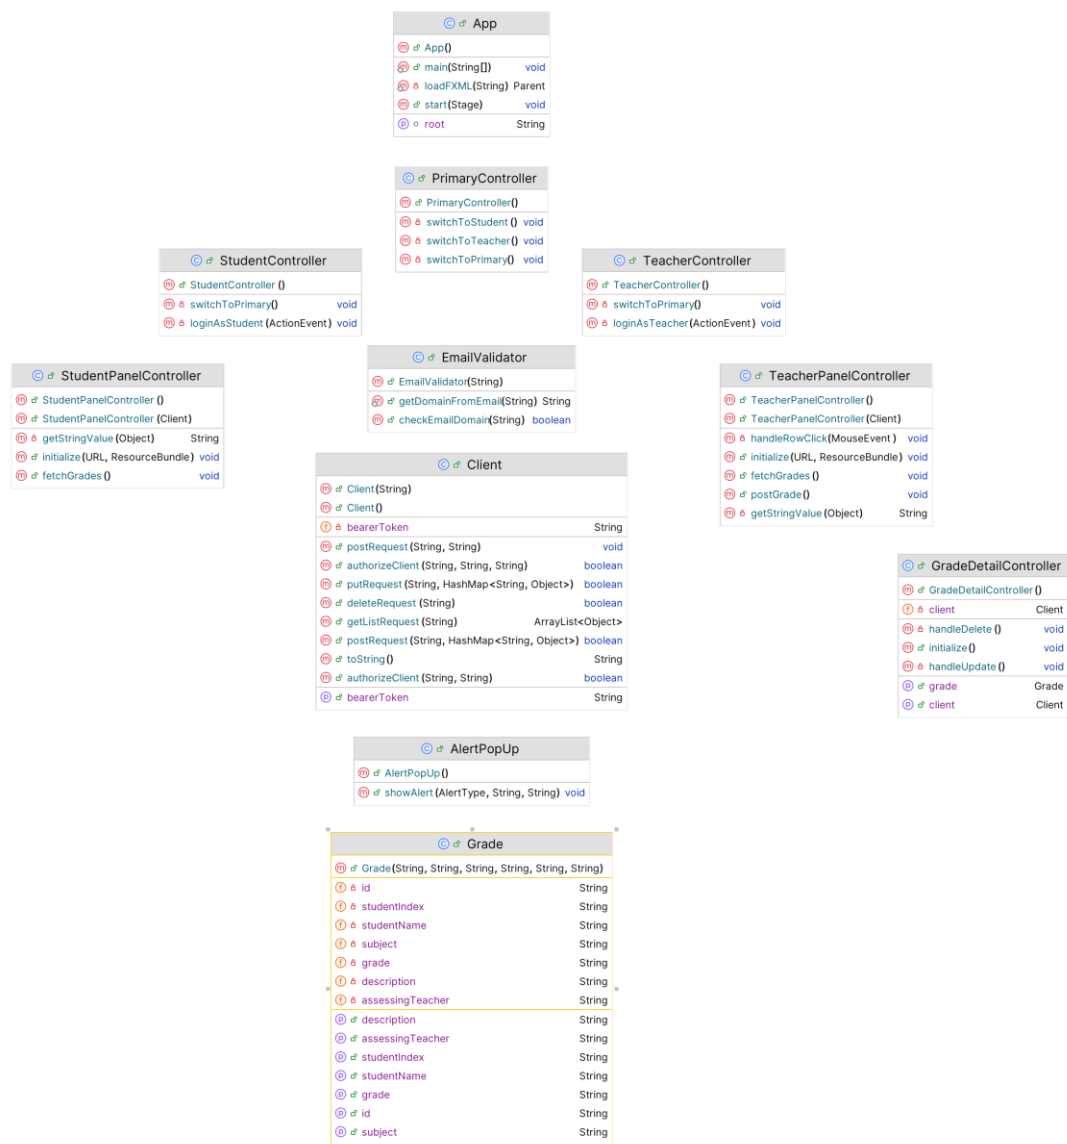 App
App()
main(String[]) void
loadFXML(String) Parent
start(Stage) void
root String
PrimaryController
PrimaryController()
switchToStudent() void
switchToTeacher() void
switchToPrimary() void
StudentController
StudentController()
switchToPrimary() void
loginAsStudent(ActionEvent) void
TeacherController
TeacherController()
switchToPrimary() void
loginAsTeacher(ActionEvent) void
EmailValidator
EmailValidator(String)
getDomainFromEmail(String) String
checkEmailDomain(String) boolean
StudentPanelController
StudentPanelController()
StudentPanelController(Client)
getStringValue(Object) String
initialize(URL, ResourceBundle) void
fetchGrades() void
TeacherPanelController
TeacherPanelController()
TeacherPanelController(Client)
handleRowClick(MouseEvent) void
initialize(URL, ResourceBundle) void
fetchGrades() void
postGrade() void
getStringValue(Object) String
Client
Client(String)
Client()
bearerToken String
postRequest(String, String) void
authorizeClient(String, String, String) boolean
putRequest(String, HashMap<String, Object>) boolean
deleteRequest(String) boolean
getListRequest(String) ArrayList<Object>
postRequest(String, HashMap<String, Object>) boolean
toString() String
authorizeClient(String, String) boolean
bearerToken String
GradeDetailController
GradeDetailController()
client Client
handleDelete() void
initialize() void
handleUpdate() void
grade Grade
client Client
AlertPopUp
AlertPopUp()
showAlert(AlertType, String, String) void
Grade
Grade(String, String, String, String, String, String)
id String
studentIndex String
studentName String
subject String
grade String
description String
assessingTeacher String
description String
assessingTeacher String
studentIndex String
studentName String
grade String
id String
subject String